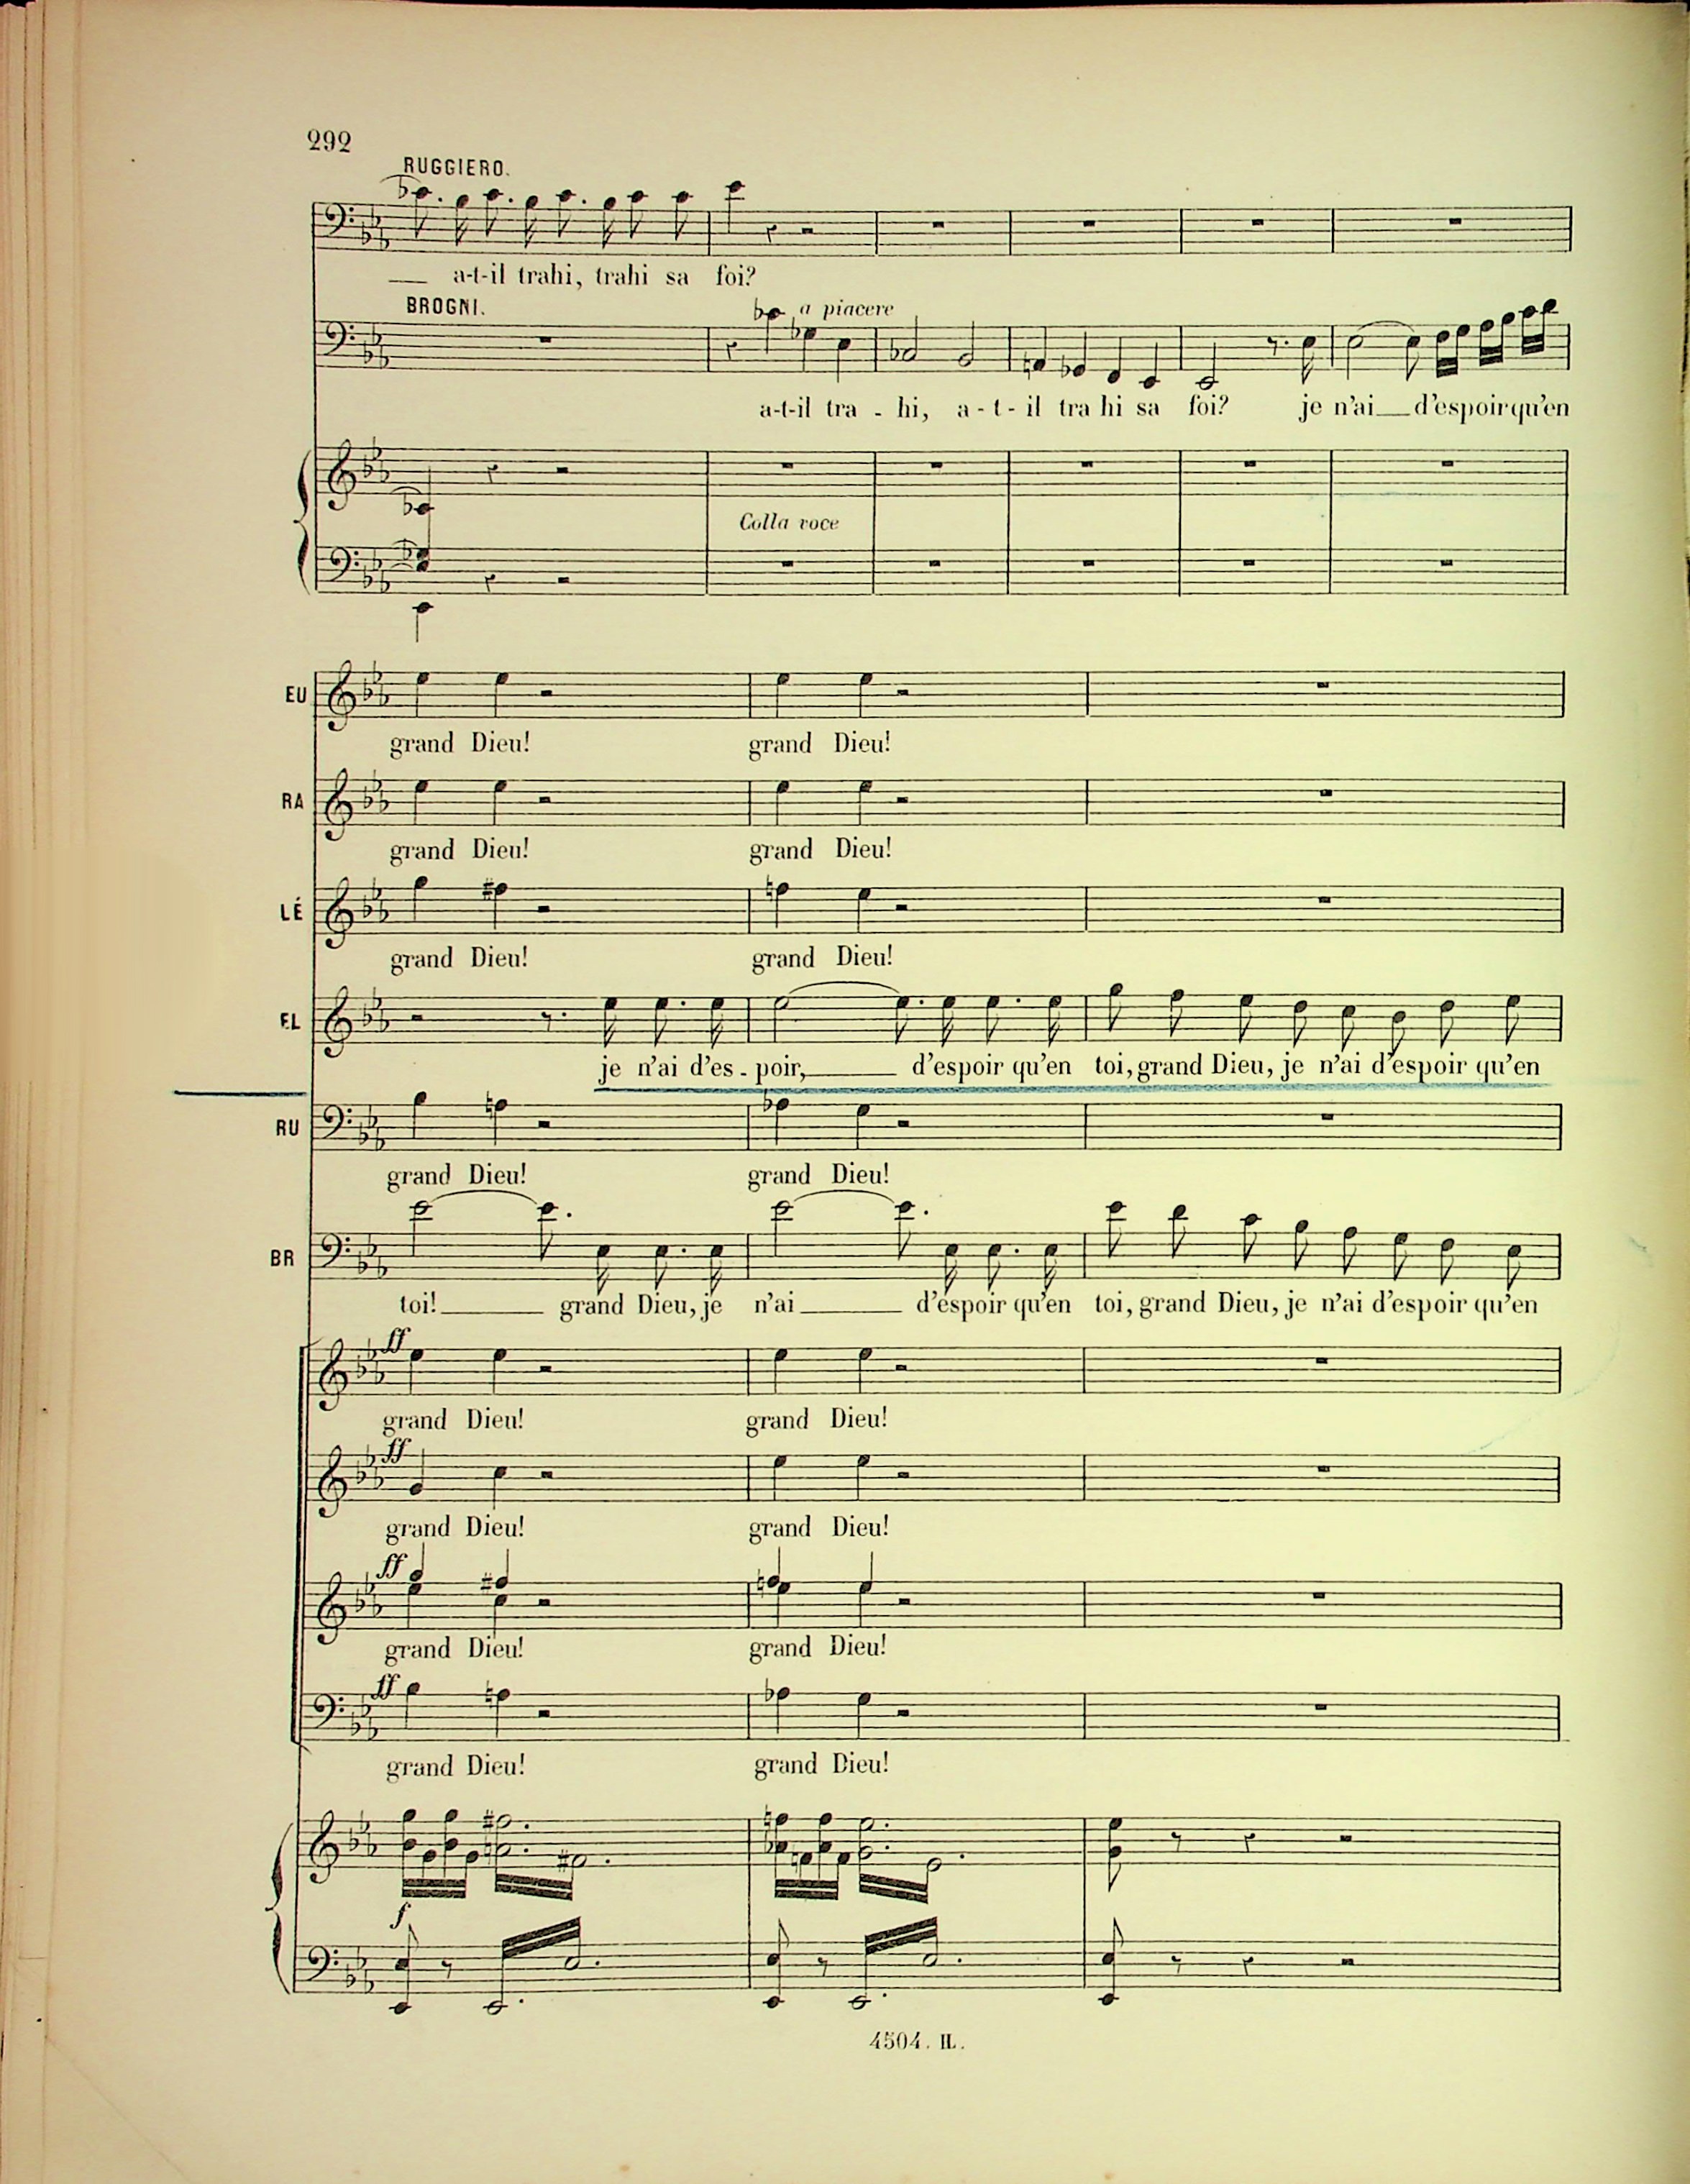 292
RUGGIERO.
a-t-il trahi, trahi sa foi?
BROGNI. a piacere
a-t-il tra - hi, a - t - il tra hi sa foi? je n'ai d'espoir qu'en
Colla voce
EU
grand Dieu! grand Dieu!
RA
grand Dieu! grand Dieu!
LÉ
grand Dieu! grand Dieu!
EL
je n'ai d'es - poir, d'espoir qu'en toi, grand Dieu, je n'ai d'espoir qu'en
RU
grand Dieu! grand Dieu!
BR
toi! grand Dieu, je n'ai d'espoir qu'en toi, grand Dieu, je n'ai d'espoir qu'en
ff
grand Dieu! grand Dieu!
ff
grand Dieu! grand Dieu!
ff
grand Dieu! grand Dieu!
ff
grand Dieu! grand Dieu!
f
4504. H.